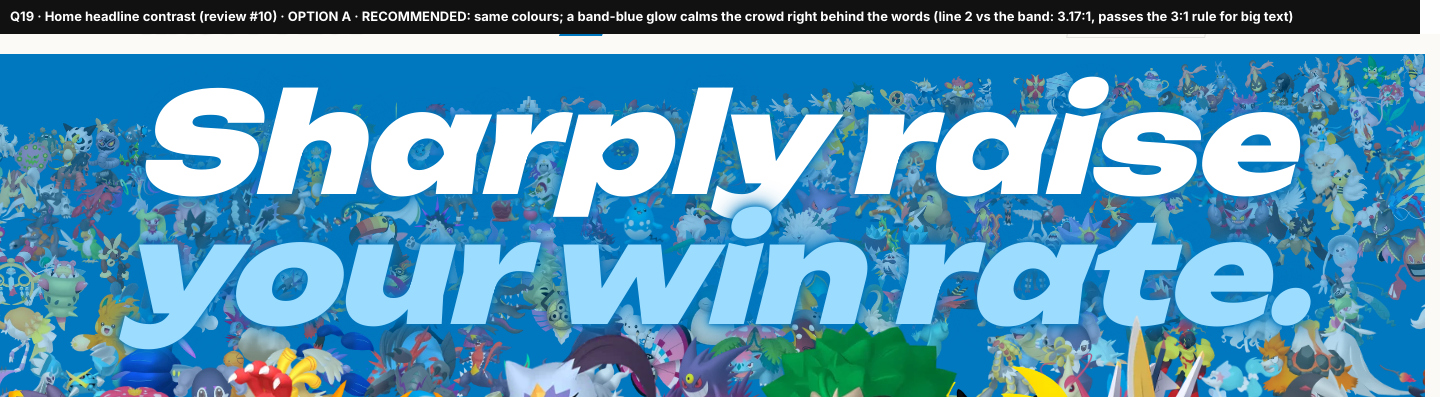 Q19 · Home headline contrast (review #10) · OPTION A · RECOMMENDED: same colours; a band-blue glow calms the crowd right behind the words (line 2 vs the band: 3.17:1, passes the 3:1 rule for big text)
Sharply raise
your win rate.